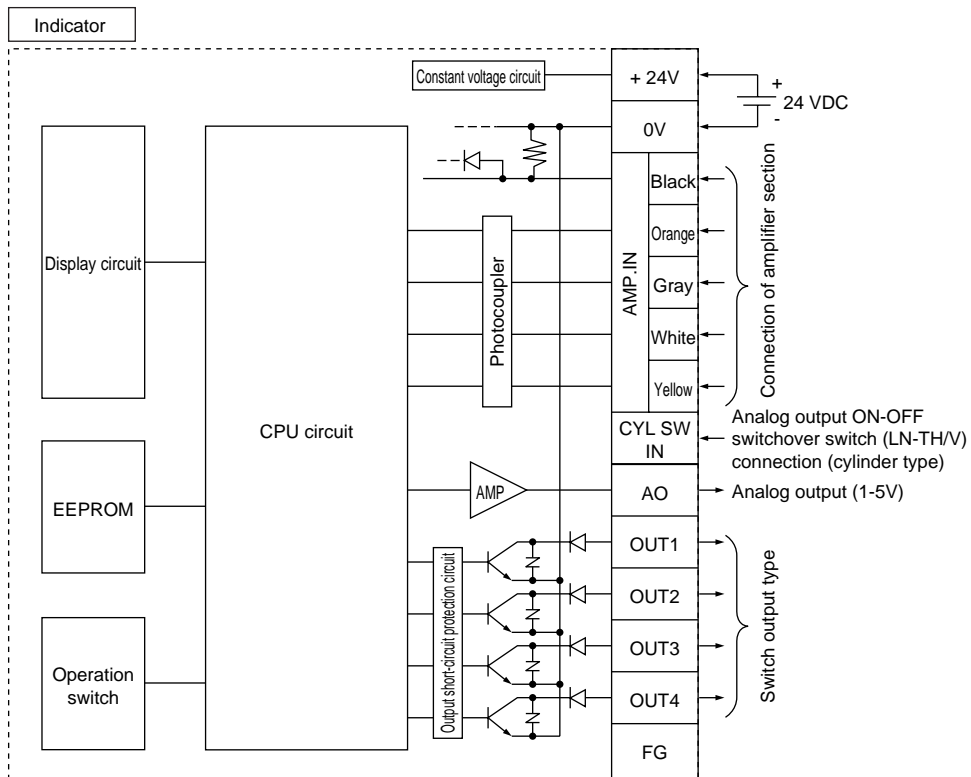 Indicator
Constant voltage circuit
+ 24V
+
24 VDC
-
0V
Display circuit
CPU circuit
Photocoupler
AMP.IN
Black
Orange
Gray
White
Yellow
Connection of amplifier section
CYL SW
IN
Analog output ON-OFF
switchover switch (LN-TH/V)
connection (cylinder type)
EEPROM
AMP
AO
Analog output (1-5V)
Operation
switch
Output short-circuit protection circuit
OUT1
OUT2
OUT3
OUT4
Switch output type
FG